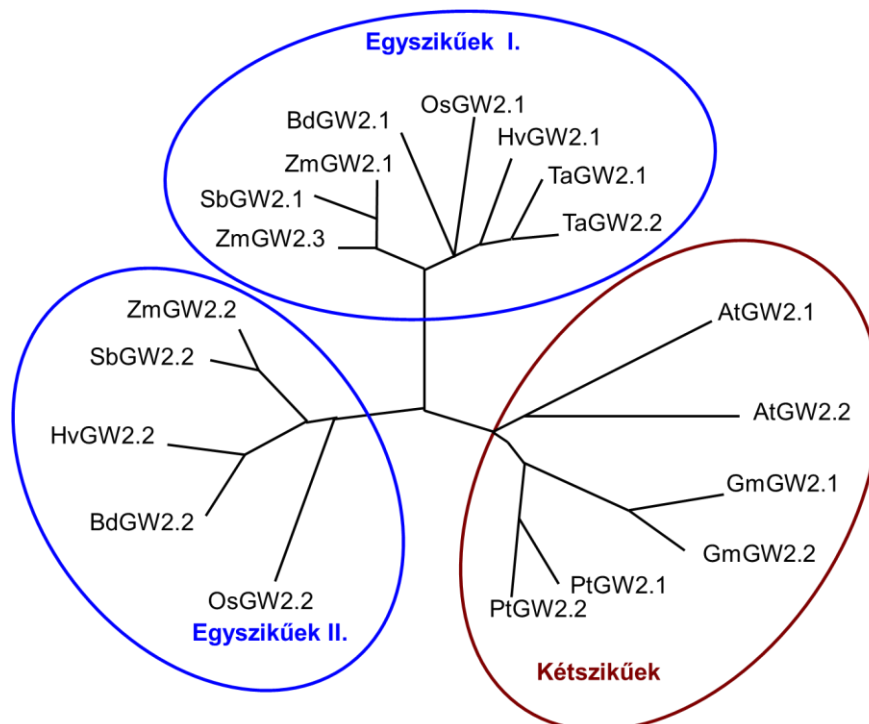 Egyszikűek I.
OsGW2.1
BdGW2.1
HvGW2.1
ZmGW2.1
TaGW2.1
SbGW2.1
TaGW2.2
ZmGW2.3
ZmGW2.2
AtGW2.1
SbGW2.2
AtGW2.2
HvGW2.2
GmGW2.1
BdGW2.2
GmGW2.2
PtGW2.1
OsGW2.2
PtGW2.2
Egyszikűek II.
Kétszikűek